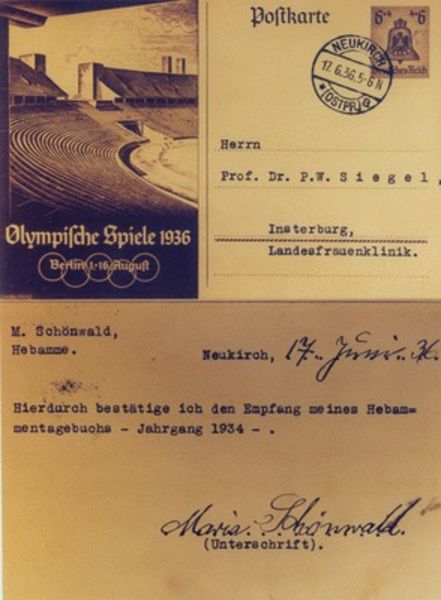 Postkarte
6+4 +6
NEUKIRCH
17.6.36.5-6 N
(OSTPR.) G
Deutsches Reich
Herrn
Prof. Dr. P.W. Siegel,
Insterburg,
Landesfrauenklinik.
Olympische Spiele 1936
Berlin 1.-16. August
M. Schönwald,
Hebamme.
Neukirch, 17. Juni. 36.
Hierdurch bestätige ich den Empfang meines Hebam=
mentagebuchs - Jahrgang 1934 - .
Maria Schönwald.
(Unterschrift).